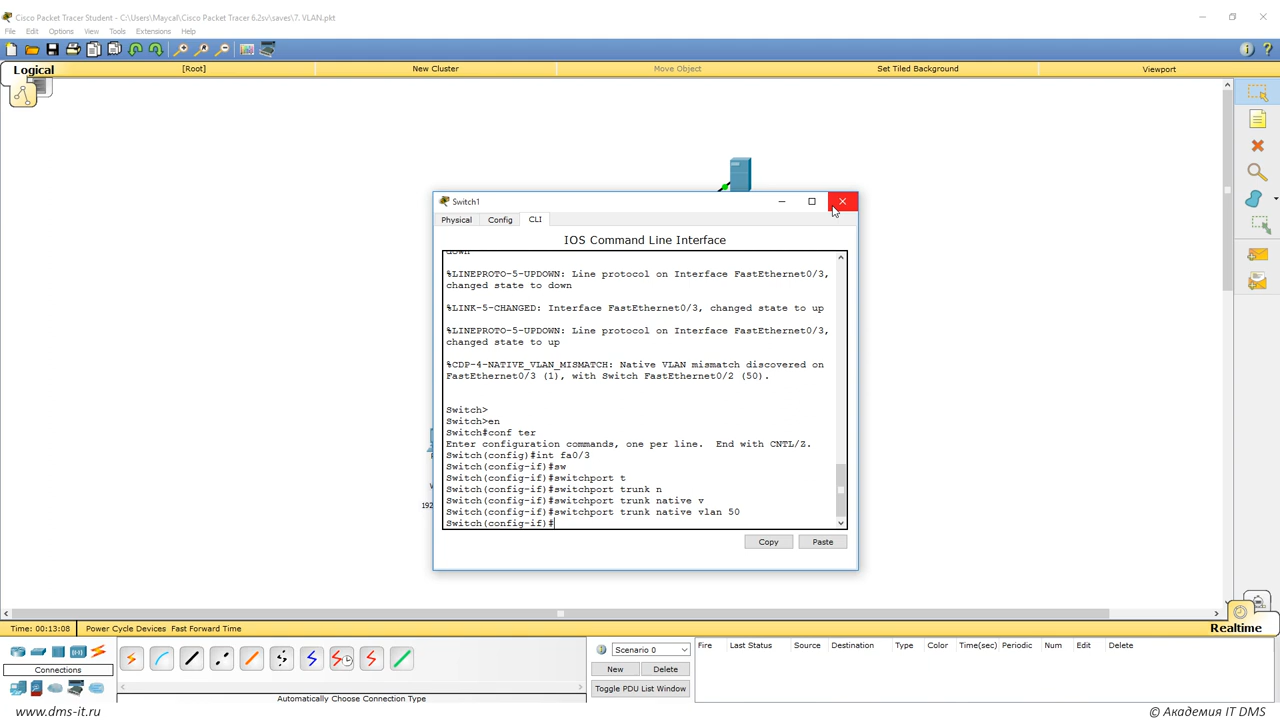 Cisco Packet Tracer Student - C:\Users\Maycal\Cisco Packet Tracer 6.2sv\saves\7. VLAN.pkt
File Edit Options View Tools Extensions Help
Logical [Root] New Cluster Move Object Set Tiled Background Viewport
Switch1
Physical Config CLI
IOS Command Line Interface
down
%LINEPROTO-5-UPDOWN: Line protocol on Interface FastEthernet0/3,
changed state to down
%LINK-5-CHANGED: Interface FastEthernet0/3, changed state to up
%LINEPROTO-5-UPDOWN: Line protocol on Interface FastEthernet0/3,
changed state to up
%CDP-4-NATIVE_VLAN_MISMATCH: Native VLAN mismatch discovered on
FastEthernet0/3 (1), with Switch FastEthernet0/2 (50).
Switch>
Switch>en
Switch#conf ter
Enter configuration commands, one per line.  End with CNTL/Z.
Switch(config)#int fa0/3
Switch(config-if)#sw
Switch(config-if)#switchport t
Switch(config-if)#switchport trunk n
Switch(config-if)#switchport trunk native v
192
Switch(config-if)#switchport trunk native vlan 50
Switch(config-if)#
Copy Paste
Time: 00:13:08 Power Cycle Devices Fast Forward Time Realtime
Scenario 0
Fire Last Status Source Destination Type Color Time(sec) Periodic Num Edit Delete
Connections
New Delete
Toggle PDU List Window
Automatically Choose Connection Type
www.dms-it.ru
© Академия IT DMS